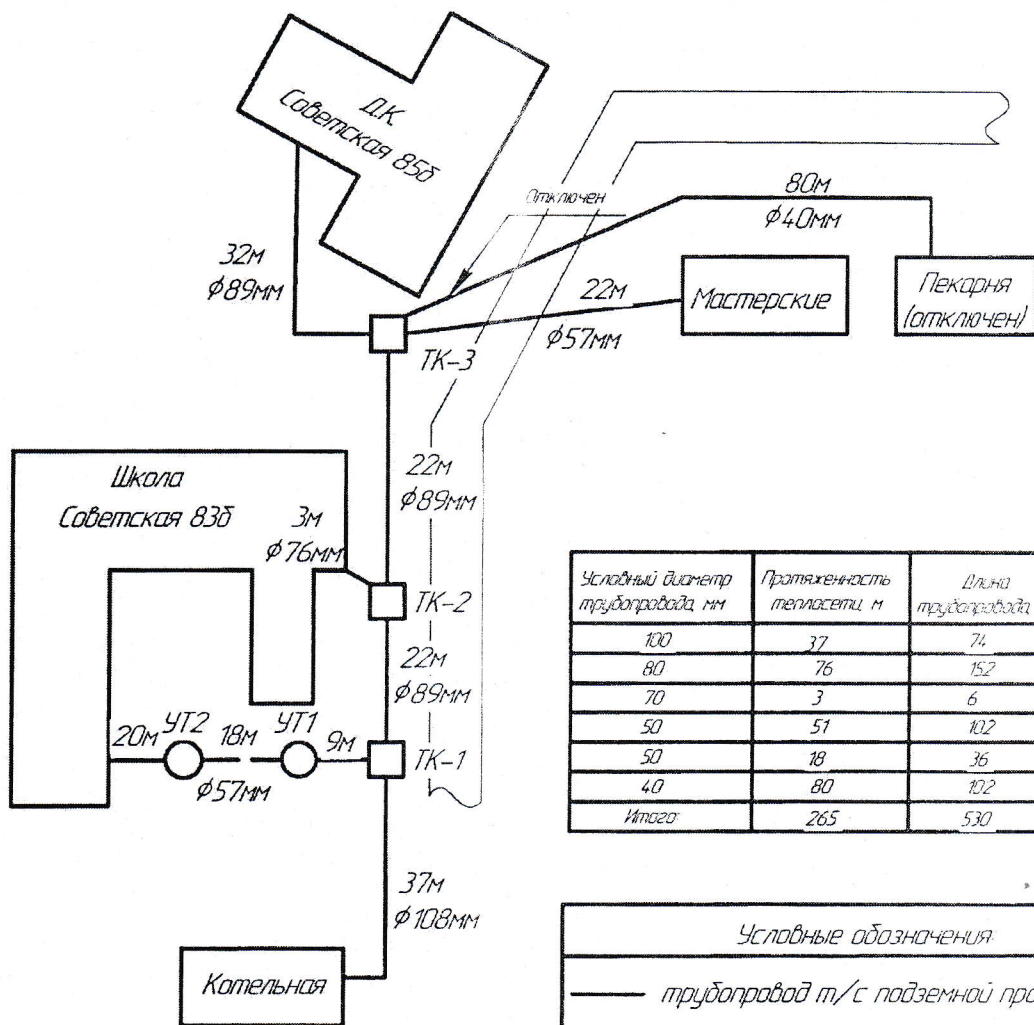 Д.К.
Советская 85б
Отключен
80м
ф40мм
32м
ф89мм
22м
ф57мм
Мастерские
Пекарня
(отключен)
ТК-3
22м
ф89мм
Школа
Советская 83б
3м
ф76мм
ТК-2
22м
ф89мм
20м
УТ2
18м
УТ1
9м
ТК-1
ф57мм
37м
ф108мм
Котельная
Условный диаметр трубопровода, мм
Протяженность теплосети, м
Длина трубопровода
100 37 74
80 76 152
70 3 6
50 51 102
50 18 36
40 80 102
Итого: 265 530
Условные обозначения:
трубопровод т/с подземной про